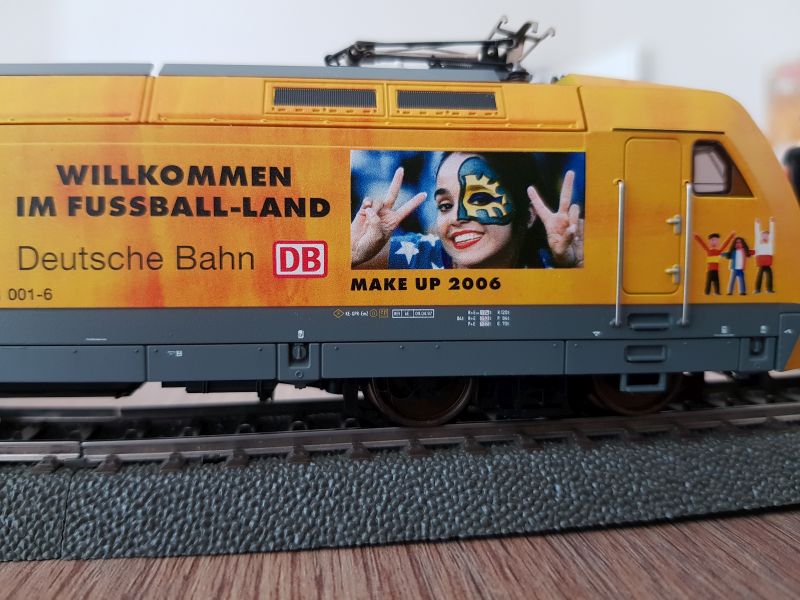 WILLKOMMEN
IM FUSSBALL-LAND
Deutsche Bahn DB
001-6
MAKE UP 2006